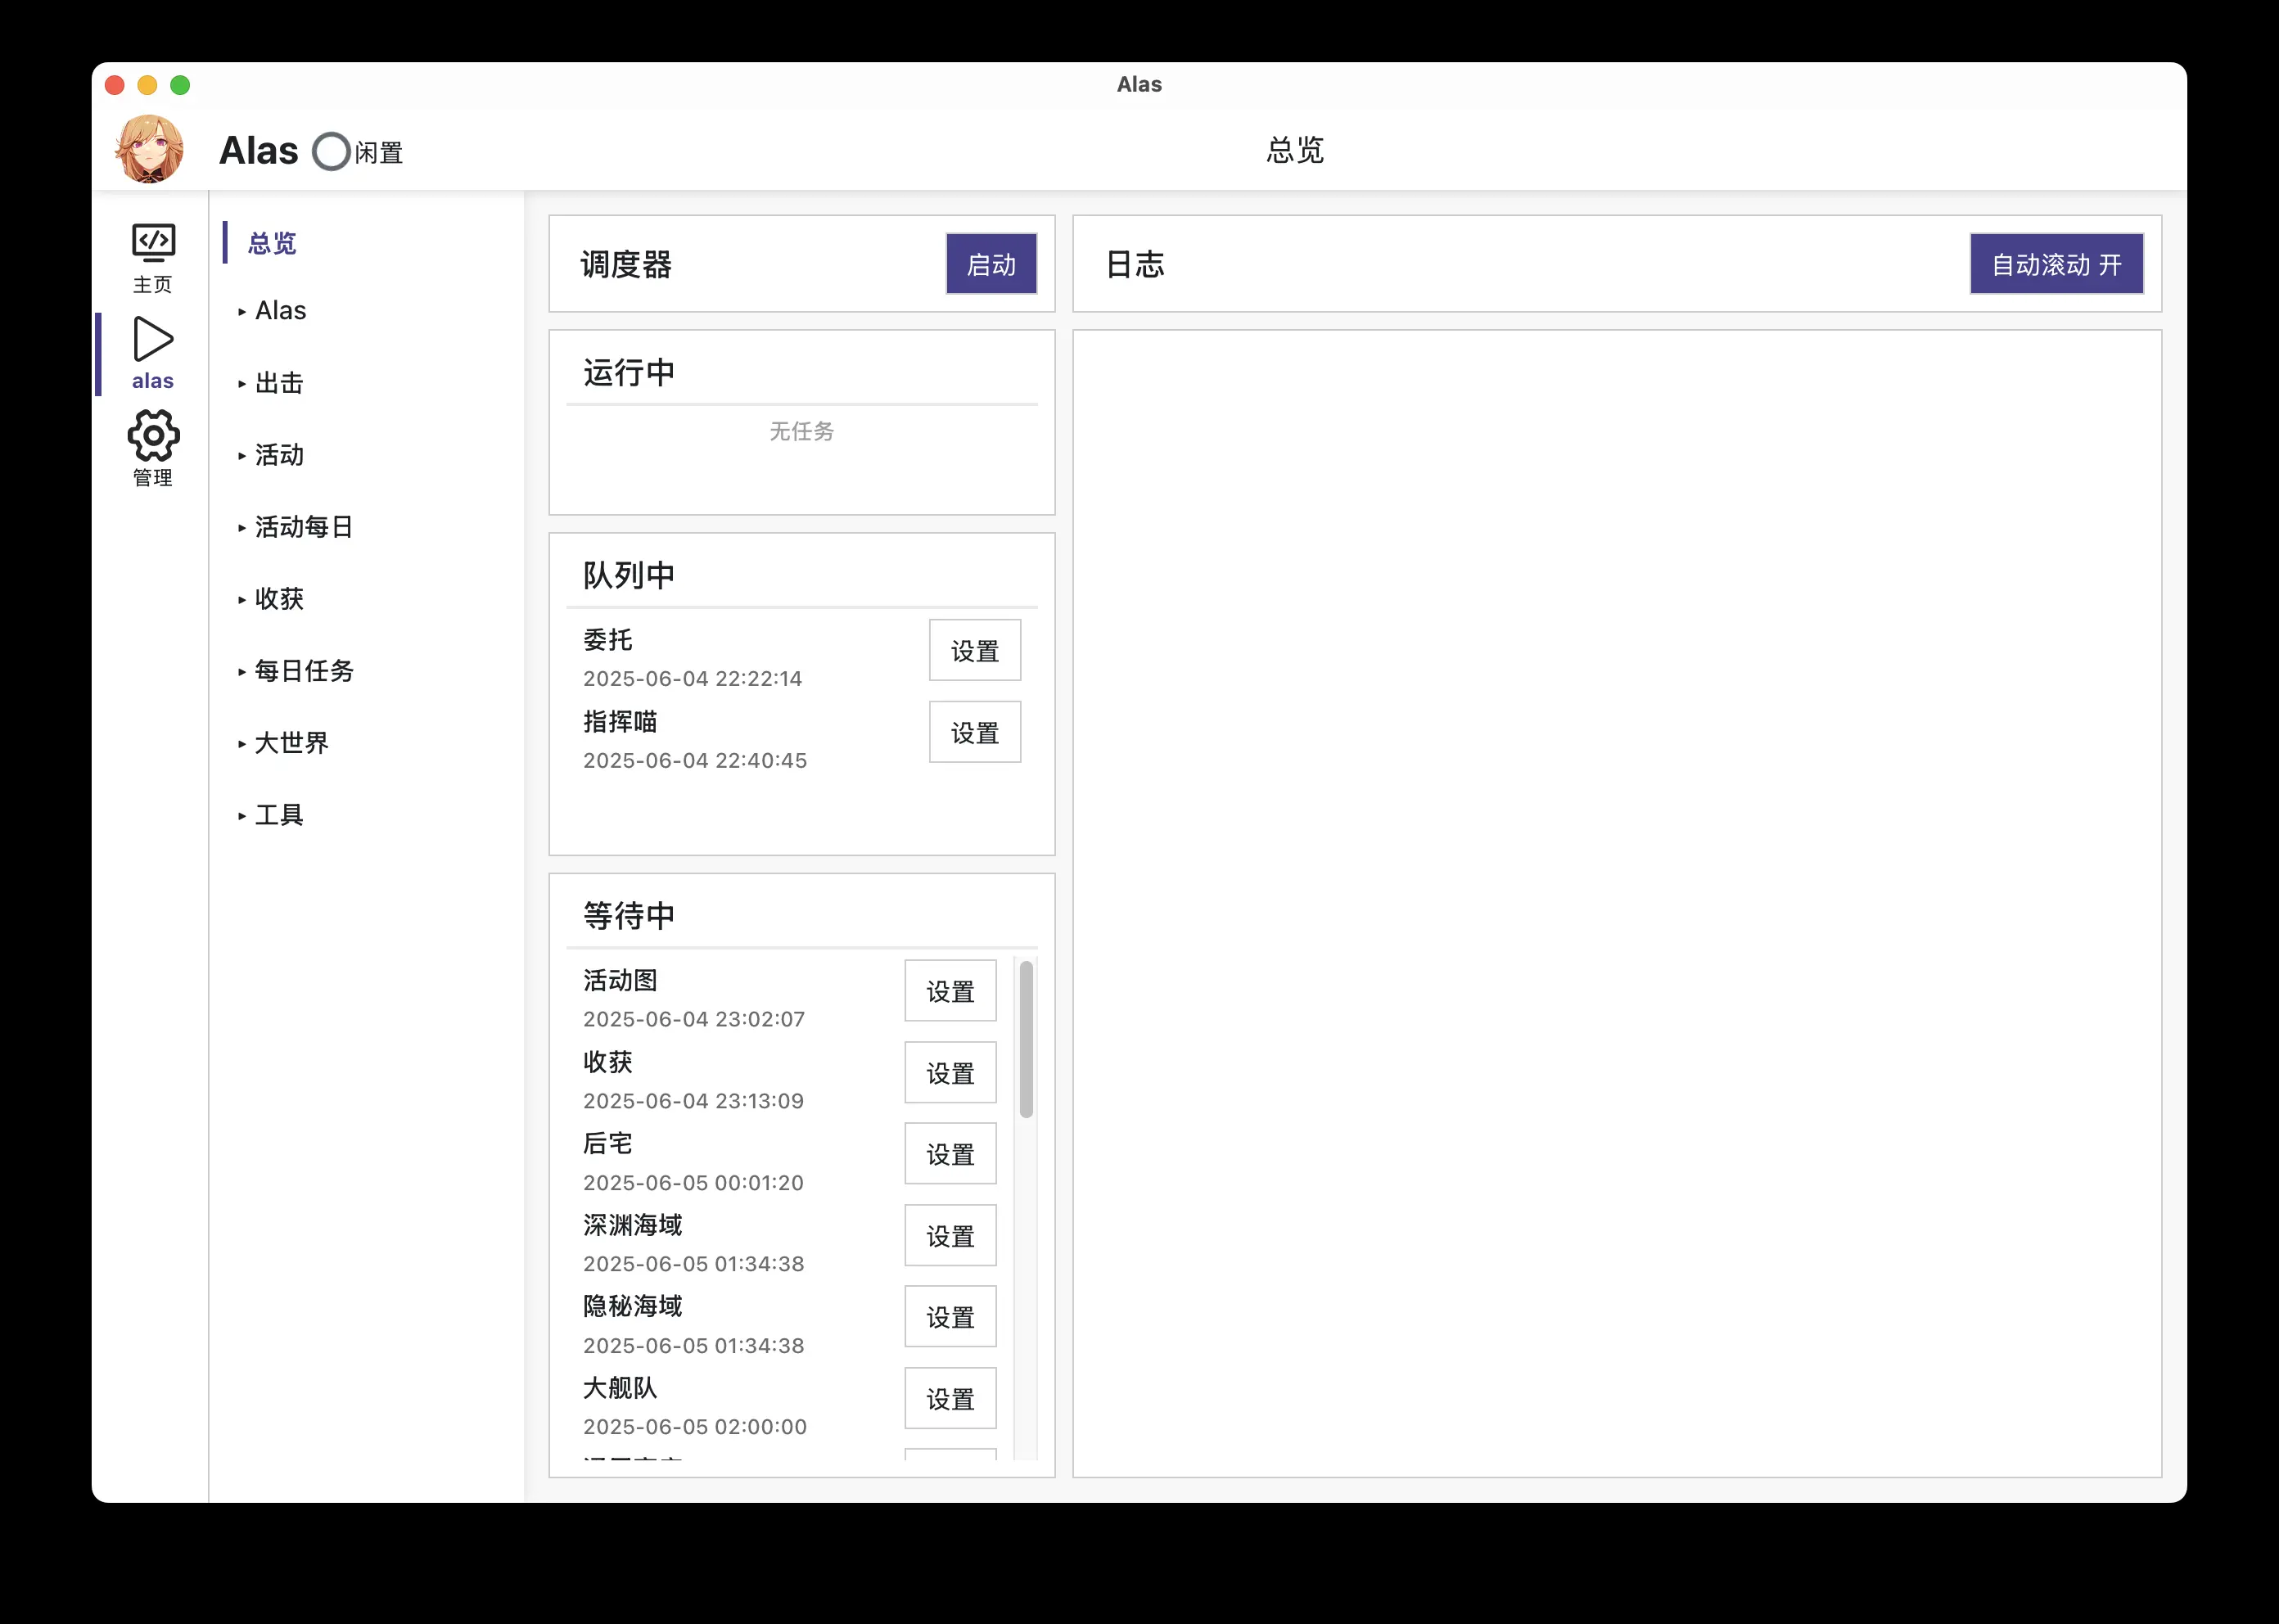 Alas
Alas 闲置
总览
主页
alas
管理
总览
▸ Alas
▸ 出击
▸ 活动
▸ 活动每日
▸ 收获
▸ 每日任务
▸ 大世界
▸ 工具
调度器
启动
运行中
无任务
队列中
委托
2025-06-04 22:22:14
设置
指挥喵
2025-06-04 22:40:45
设置
等待中
活动图
2025-06-04 23:02:07
设置
收获
2025-06-04 23:13:09
设置
后宅
2025-06-05 00:01:20
设置
深渊海域
2025-06-05 01:34:38
设置
隐秘海域
2025-06-05 01:34:38
设置
大舰队
2025-06-05 02:00:00
设置
日志
自动滚动 开